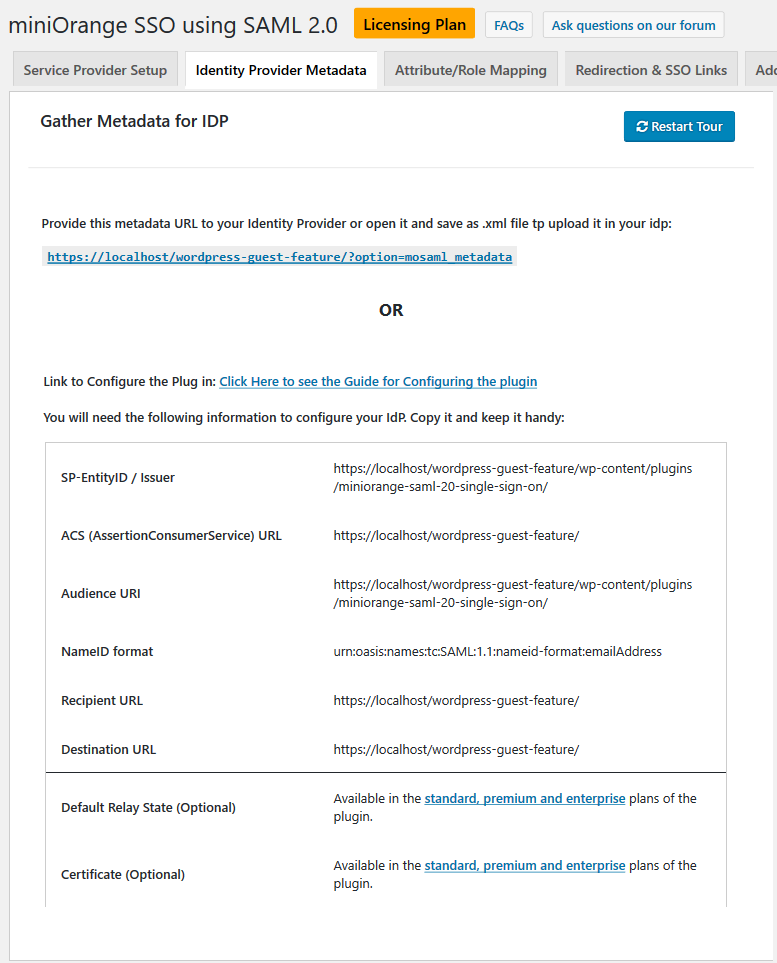 miniOrange SSO using SAML 2.0 Licensing Plan FAQs Ask questions on our forum
Service Provider Setup Identity Provider Metadata Attribute/Role Mapping Redirection & SSO Links Add
Gather Metadata for IDP Restart Tour
Provide this metadata URL to your Identity Provider or open it and save as .xml file tp upload it in your idp:
https://localhost/wordpress-guest-feature/?option=mosaml_metadata
OR
Link to Configure the Plug in: Click Here to see the Guide for Configuring the plugin
You will need the following information to configure your IdP. Copy it and keep it handy:
SP-EntityID / Issuer https://localhost/wordpress-guest-feature/wp-content/plugins
/miniorange-saml-20-single-sign-on/
ACS (AssertionConsumerService) URL https://localhost/wordpress-guest-feature/
Audience URI https://localhost/wordpress-guest-feature/wp-content/plugins
/miniorange-saml-20-single-sign-on/
NameID format urn:oasis:names:tc:SAML:1.1:nameid-format:emailAddress
Recipient URL https://localhost/wordpress-guest-feature/
Destination URL https://localhost/wordpress-guest-feature/
Default Relay State (Optional) Available in the standard, premium and enterprise plans of the
plugin.
Certificate (Optional) Available in the standard, premium and enterprise plans of the
plugin.